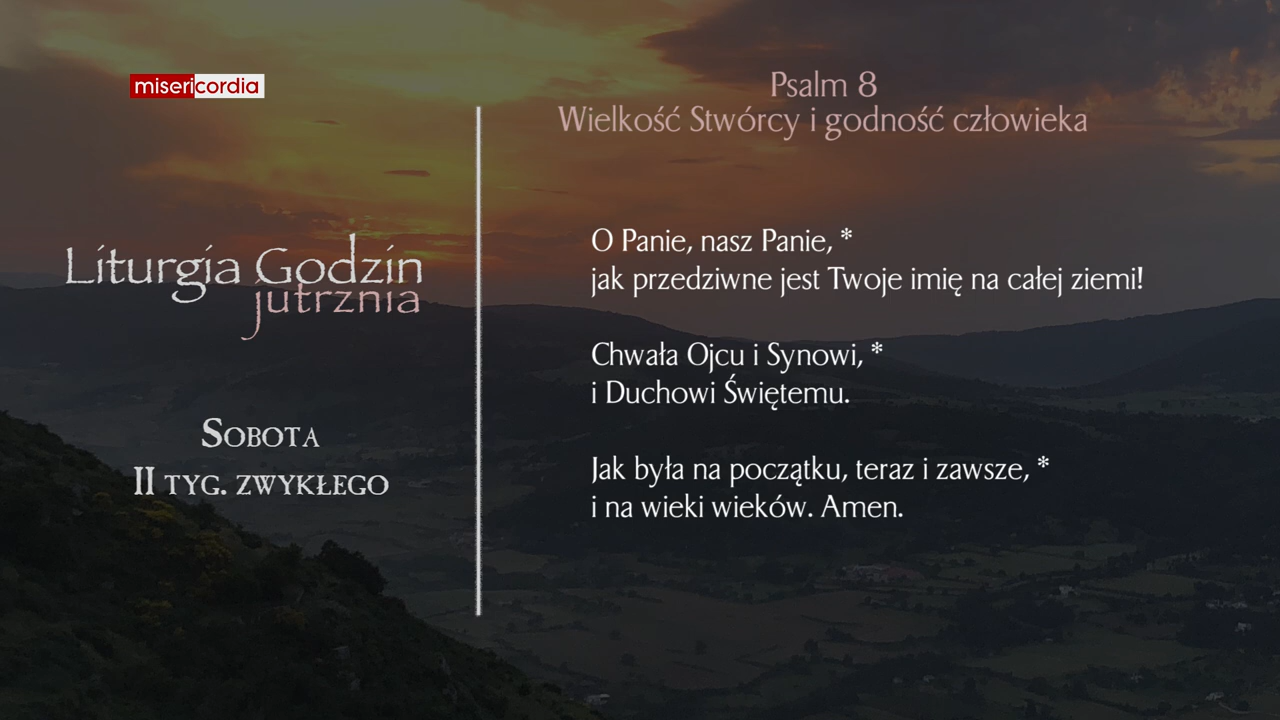 misericordia
Liturgia Godzin
jutrznia
Sobota
II tyg. zwykłego
Psalm 8
Wielkość Stwórcy i godność człowieka
O Panie, nasz Panie, *
jak przedziwne jest Twoje imię na całej ziemi!
Chwała Ojcu i Synowi, *
i Duchowi Świętemu.
Jak była na początku, teraz i zawsze, *
i na wieki wieków. Amen.